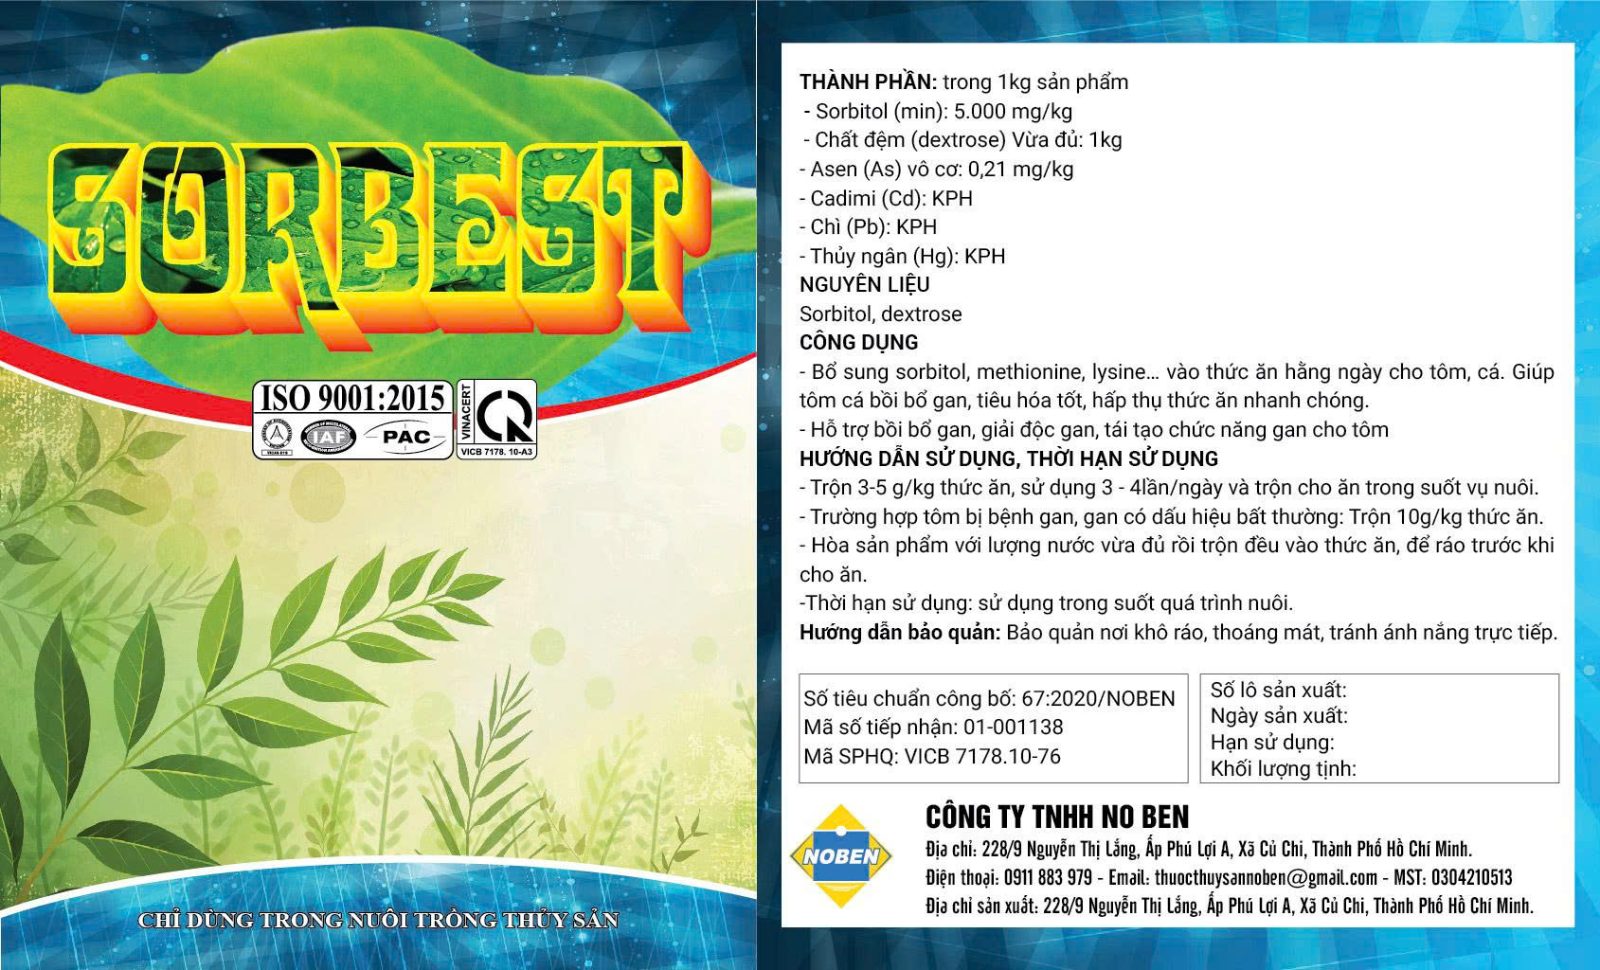 SORBEST
ISO 9001:2015
IAF
PAC
VINACERT
VICB 7178. 10-A3
CHỈ DÙNG TRONG NUÔI TRỒNG THỦY SẢN
THÀNH PHẦN: trong 1kg sản phẩm
- Sorbitol (min): 5.000 mg/kg
- Chất đệm (dextrose) Vừa đủ: 1kg
- Asen (As) vô cơ: 0,21 mg/kg
- Cadimi (Cd): KPH
- Chì (Pb): KPH
- Thủy ngân (Hg): KPH
NGUYÊN LIỆU
Sorbitol, dextrose
CÔNG DỤNG
- Bổ sung sorbitol, methionine, lysine... vào thức ăn hằng ngày cho tôm, cá. Giúp
tôm cá bồi bổ gan, tiêu hóa tốt, hấp thụ thức ăn nhanh chóng.
- Hỗ trợ bồi bổ gan, giải độc gan, tái tạo chức năng gan cho tôm
HƯỚNG DẪN SỬ DỤNG, THỜI HẠN SỬ DỤNG
- Trộn 3-5 g/kg thức ăn, sử dụng 3 - 4lần/ngày và trộn cho ăn trong suốt vụ nuôi.
- Trường hợp tôm bị bệnh gan, gan có dấu hiệu bất thường: Trộn 10g/kg thức ăn.
- Hòa sản phẩm với lượng nước vừa đủ rồi trộn đều vào thức ăn, để ráo trước khi
cho ăn.
-Thời hạn sử dụng: sử dụng trong suốt quá trình nuôi.
Hướng dẫn bảo quản: Bảo quản nơi khô ráo, thoáng mát, tránh ánh nắng trực tiếp.
Số tiêu chuẩn công bố: 67:2020/NOBEN
Mã số tiếp nhận: 01-001138
Mã SPHQ: VICB 7178.10-76
Số lô sản xuất:
Ngày sản xuất:
Hạn sử dụng:
Khối lượng tịnh:
NOBEN
CÔNG TY TNHH NO BEN
Địa chỉ: 228/9 Nguyễn Thị Lắng, Ấp Phú Lợi A, Xã Củ Chi, Thành Phố Hồ Chí Minh.
Điện thoại: 0911 883 979 - Email: thuocthuysannoben@gmail.com - MST: 0304210513
Địa chỉ sản xuất: 228/9 Nguyễn Thị Lắng, Ấp Phú Lợi A, Xã Củ Chi, Thành Phố Hồ Chí Minh.